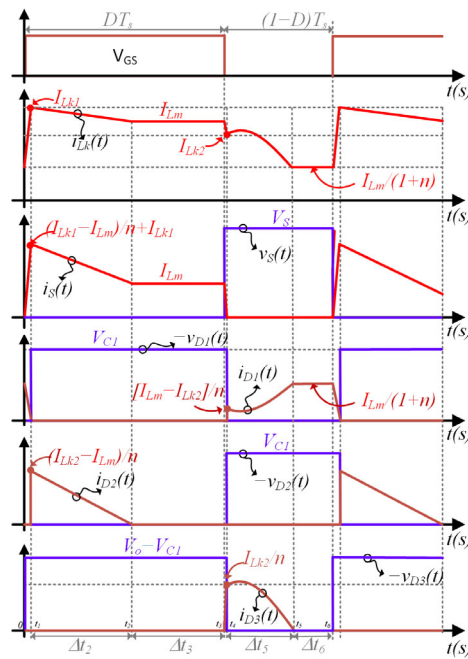 DTs (1-D)Ts
VGS
t(s)
ILk1 ILm
iLk(t) ILk2 ILm/(1+n)
t(s)
(ILk1−ILm)/n+ILk1 VS
ILm vS(t)
iS(t)
t(s)
VC1 −vD1(t)
iD1(t)
[ILm−ILk2]/n ILm/(1+n)
t(s)
(ILk2−ILm)/n VC1
iD2(t) −vD2(t)
t(s)
Vo−VC1 ILk2/n
−vD3(t)
iD3(t)
0 t1 t2 t3 t4 t5 t6 t(s)
Δt2 Δt3 Δt5 Δt6